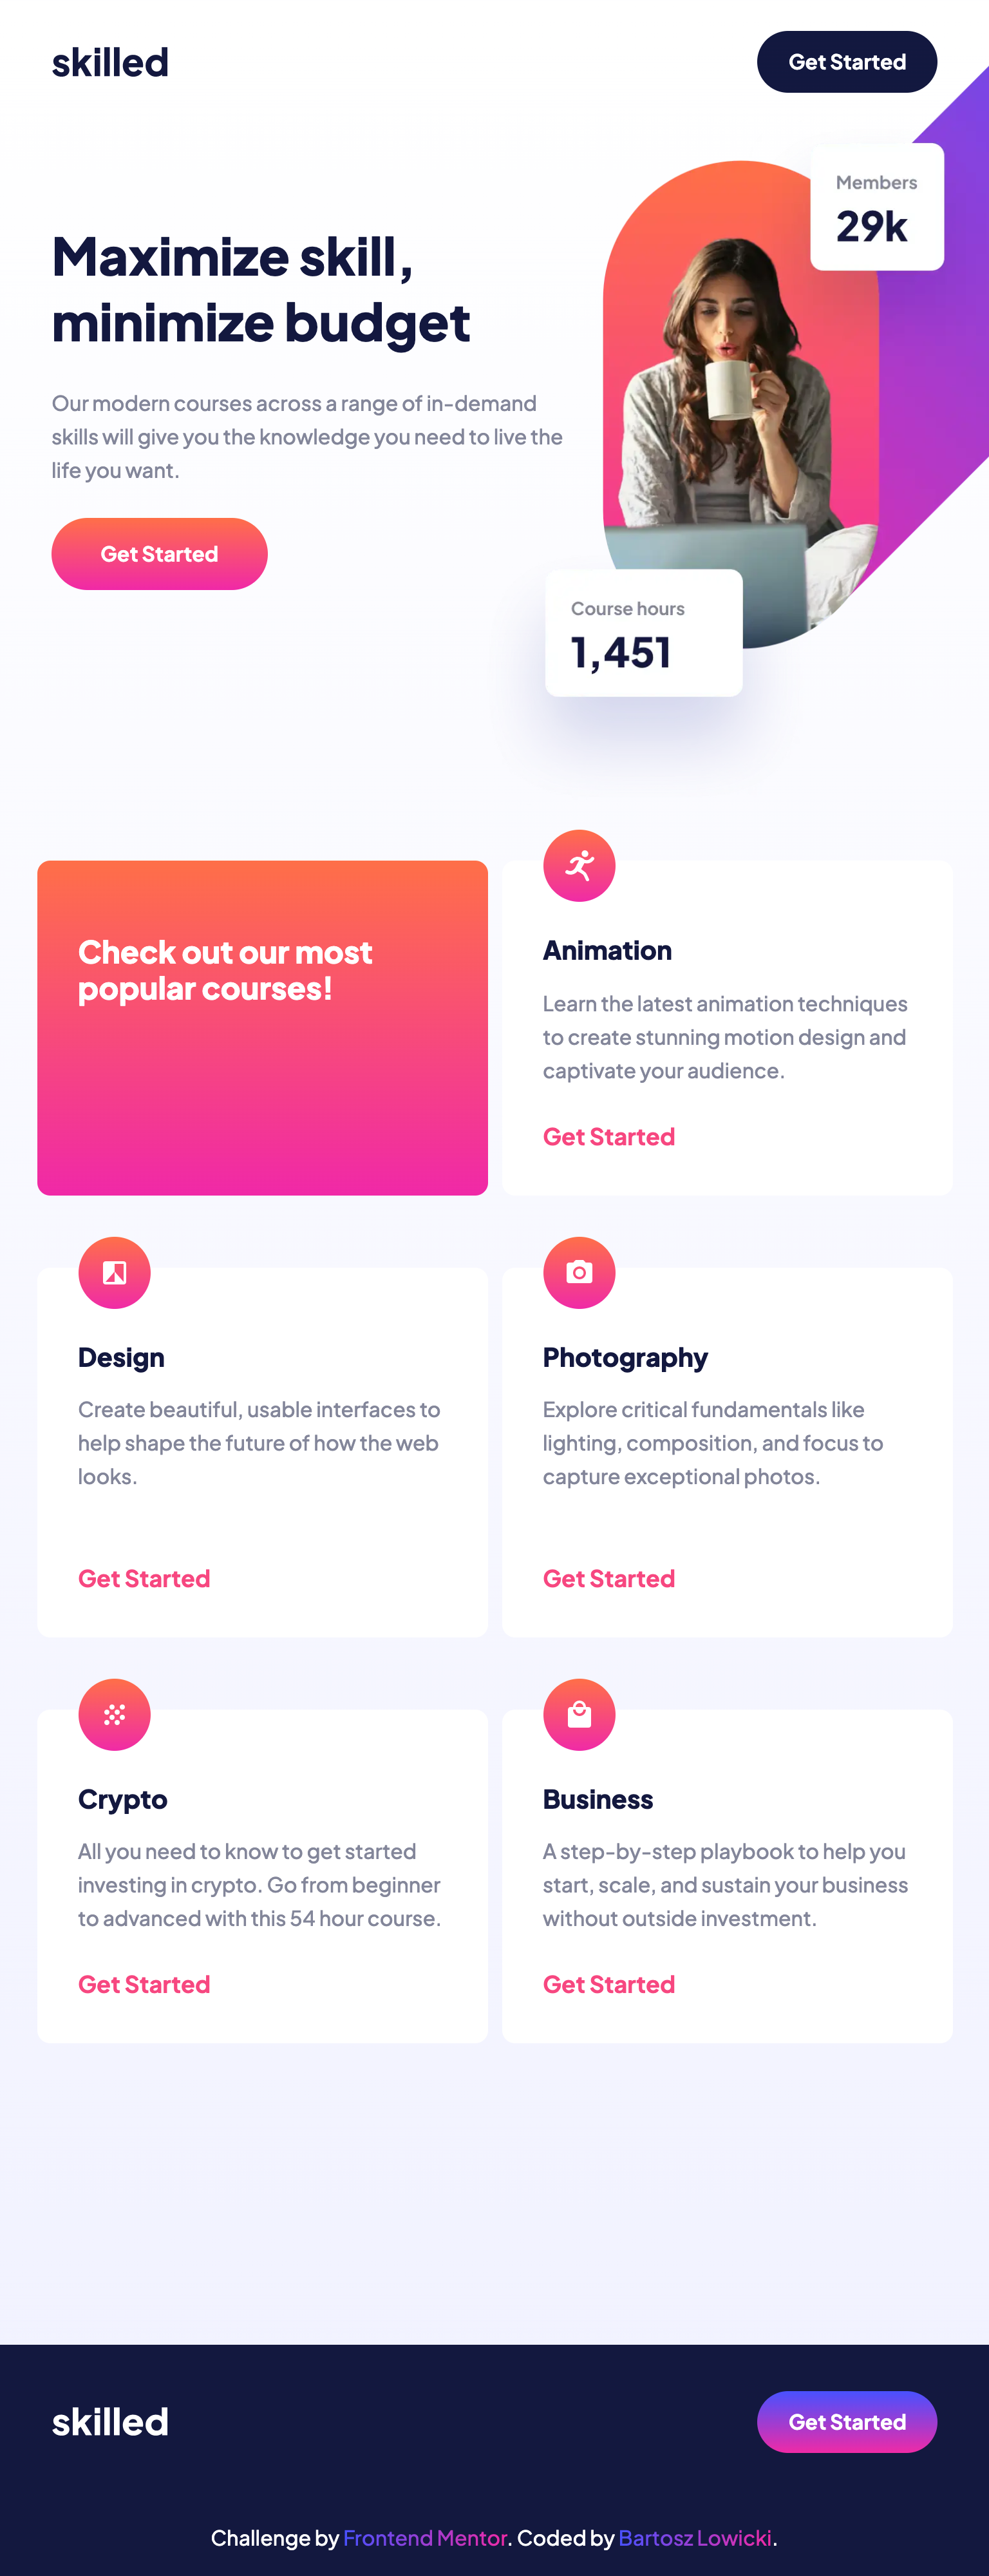 skilled
Get Started
Members
29k
Maximize skill,
minimize budget
Our modern courses across a range of in-demand
skills will give you the knowledge you need to live the
life you want.
Get Started
Course hours
1,451
Check out our most
popular courses!
Animation
Learn the latest animation techniques
to create stunning motion design and
captivate your audience.
Get Started
Design
Create beautiful, usable interfaces to
help shape the future of how the web
looks.
Get Started
Photography
Explore critical fundamentals like
lighting, composition, and focus to
capture exceptional photos.
Get Started
Crypto
All you need to know to get started
investing in crypto. Go from beginner
to advanced with this 54 hour course.
Get Started
Business
A step-by-step playbook to help you
start, scale, and sustain your business
without outside investment.
Get Started
skilled
Get Started
Challenge by Frontend Mentor. Coded by Bartosz Lowicki.